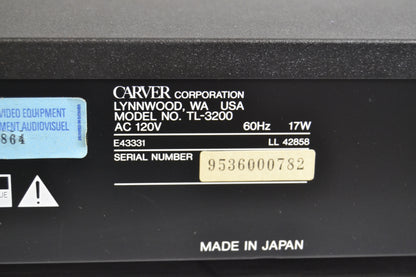 CARVER CORPORATION
LYNNWOOD, WA USA
MODEL NO. TL-3200
AC 120V 60Hz 17W
E43331 LL 42858
SERIAL NUMBER 9536000782
VIDEO EQUIPMENT
MENT AUDIOVISUEL
864
MADE IN JAPAN